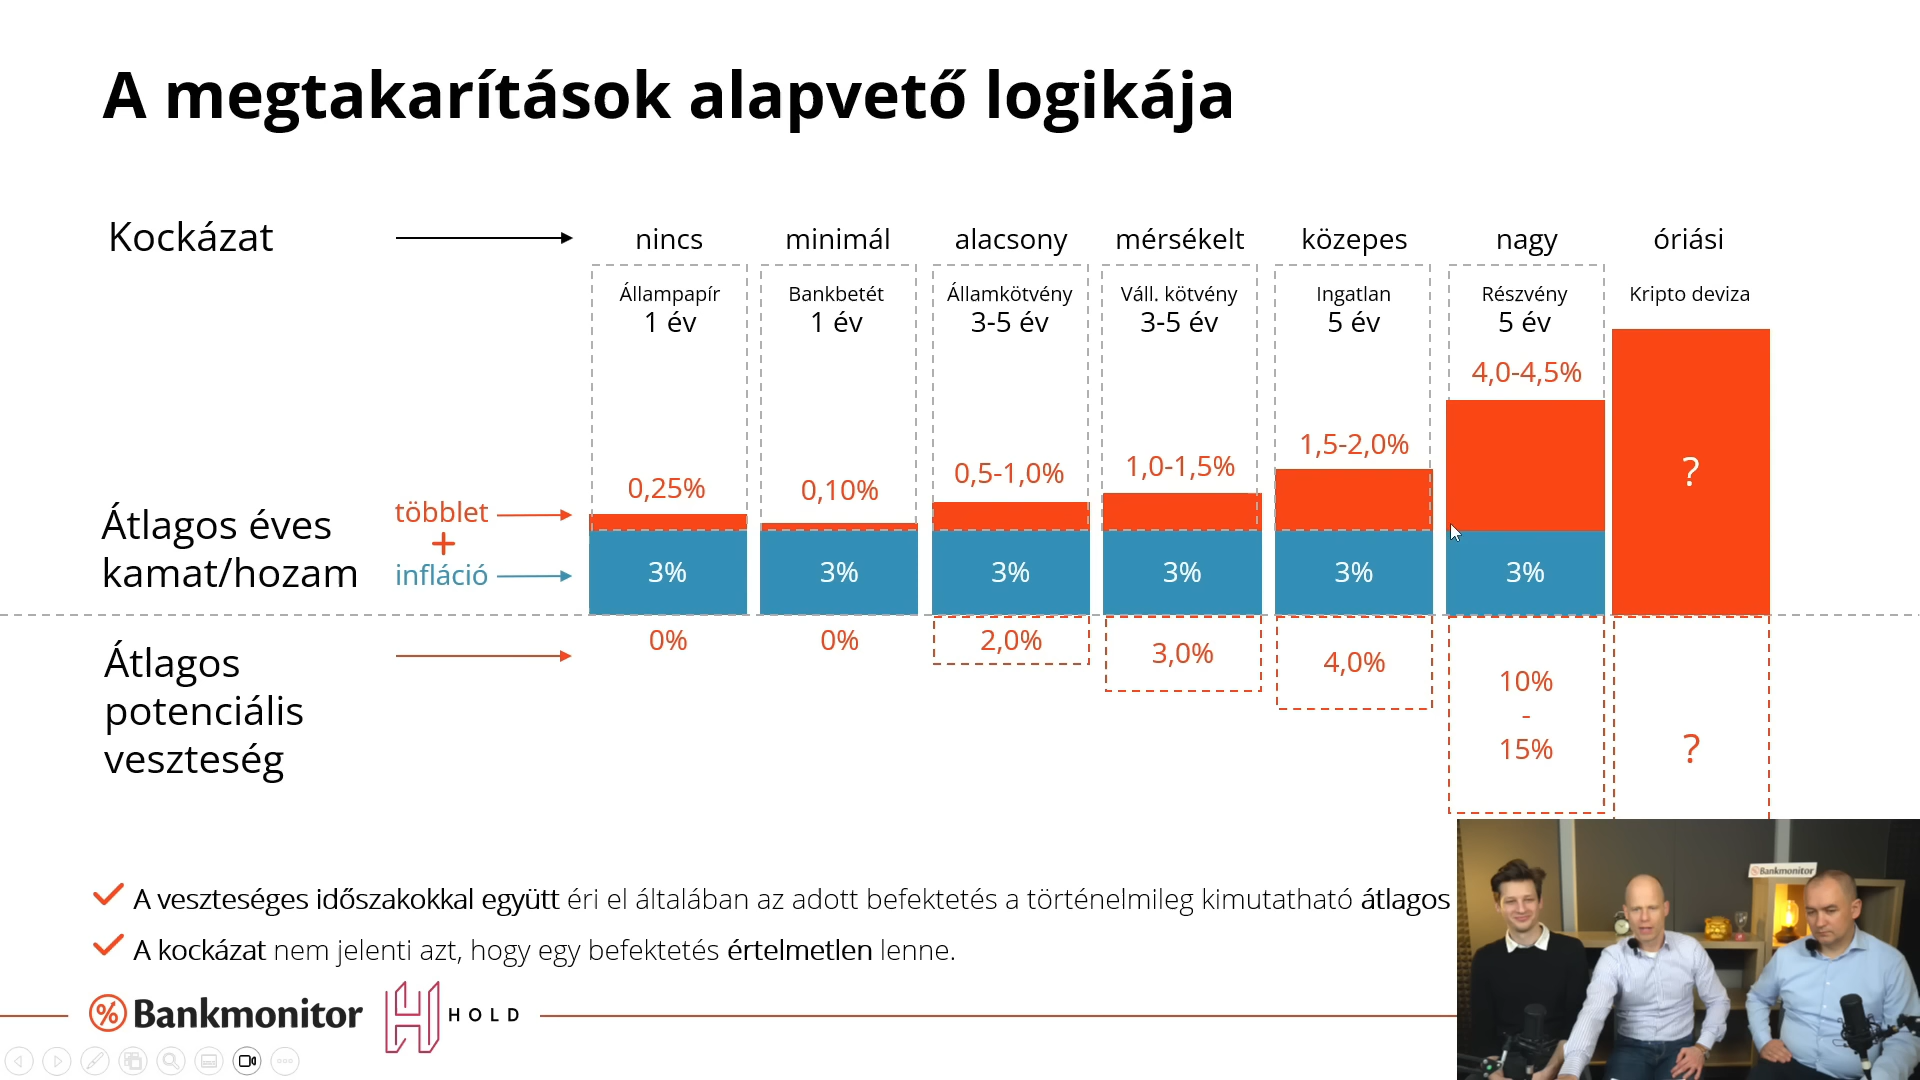 A megtakarítások alapvető logikája
Kockázat
nincs
minimál
alacsony
mérsékelt
közepes
nagy
óriási
Állampapír
1 év
Bankbetét
1 év
Államkötvény
3-5 év
Váll. kötvény
3-5 év
Ingatlan
5 év
Részvény
5 év
Kripto deviza
Átlagos éves
kamat/hozam
többlet
+
infláció
0,25%
0,10%
0,5-1,0%
1,0-1,5%
1,5-2,0%
4,0-4,5%
?
3%
3%
3%
3%
3%
3%
Átlagos
potenciális
veszteség
0%
0%
2,0%
3,0%
4,0%
10%
-
15%
?
A veszteséges időszakokkal együtt éri el általában az adott befektetés a történelmileg kimutatható átlagos
A kockázat nem jelenti azt, hogy egy befektetés értelmetlen lenne.
% Bankmonitor
HOLD
Bankmonitor